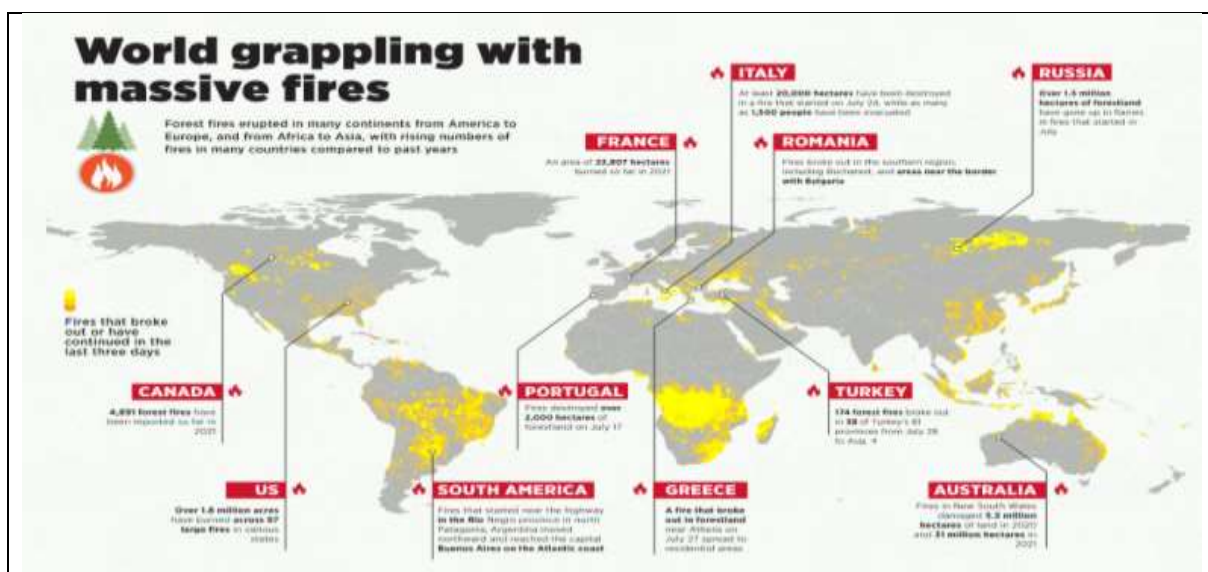 World grappling with
massive fires
Forest fires erupted in many continents from America to
Europe, and from Africa to Asia, with rising numbers of
fires in many countries compared to past years
ITALY
At least 20,000 hectares have been destroyed
in a fire that started on July 24, while as many
as 1,500 people have been evacuated
RUSSIA
Over 1.5 million
hectares of forestland
have gone up in flames
in fires that started in
July
FRANCE
An area of hectares
burned so far in 2021
ROMANIA
Fires broke out in the southern region,
including Bucharest, and areas near the border
with Bulgaria
Fires that broke
out or have
continued in the
last three days
CANADA
4,891 forest fires have
been reported so far in
2021
PORTUGAL
Fires destroyed over
2,000 hectares of
forestland on July 17
TURKEY
174 forest fires broke out
in 38 of Turkey's 81
provinces from July 28
to Aug. 4
US
Over 1.8 million acres
have burned across 97
large fires in various
states
SOUTH AMERICA
Fires that started near the highway
in the Rio Negro province in north
Patagonia, Argentina moved
northward and reached the capital
Buenos Aires on the Atlantic coast
GREECE
A fire that broke
out in forestland
near Athens on
July 27 spread to
residential areas
AUSTRALIA
Fires in New South Wales
damaged 5.3 million
hectares of land in 2020
and 31 million hectares in
2021